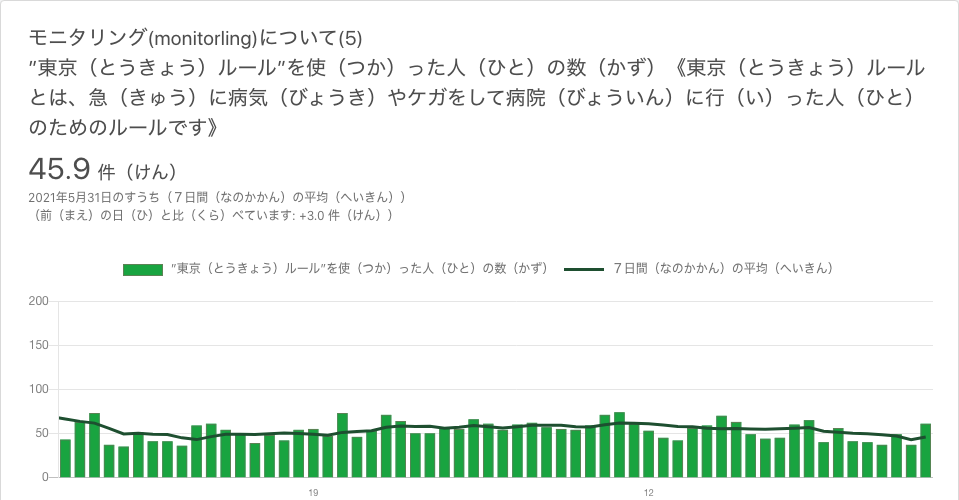 モニタリング(monitorling)について(5)
”東京（とうきょう）ルール”を使（つか）った人（ひと）の数（かず）《東京（とうきょう）ルール
とは、急（きゅう）に病気（びょうき）やケガをして病院（びょういん）に行（い）った人（ひと）
のためのルールです》
45.9 件（けん）
2021年5月31日のすうち（７日間（なのかかん）の平均（へいきん））
（前（まえ）の日（ひ）と比（くら）べています: +3.0 件（けん））
”東京（とうきょう）ルール”を使（つか）った人（ひと）の数（かず） ７日間（なのかかん）の平均（へいきん）
200
150
100
50
0
19 12